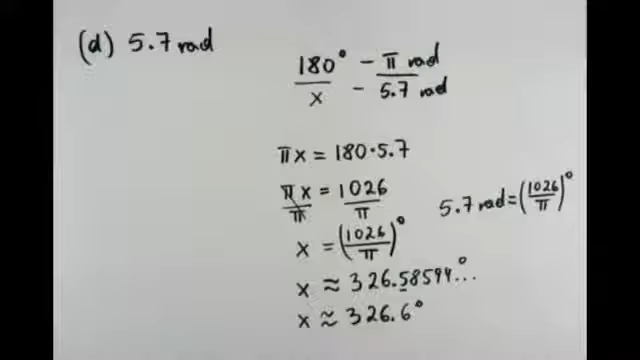 (d) 5.7 rad
180° – π rad
x – 5.7 rad
πx = 180·5.7
πx = 1026
π π
x = (1026/π)°
5.7 rad = (1026/π)°
x ≈ 326.58594°...
x ≈ 326.6°